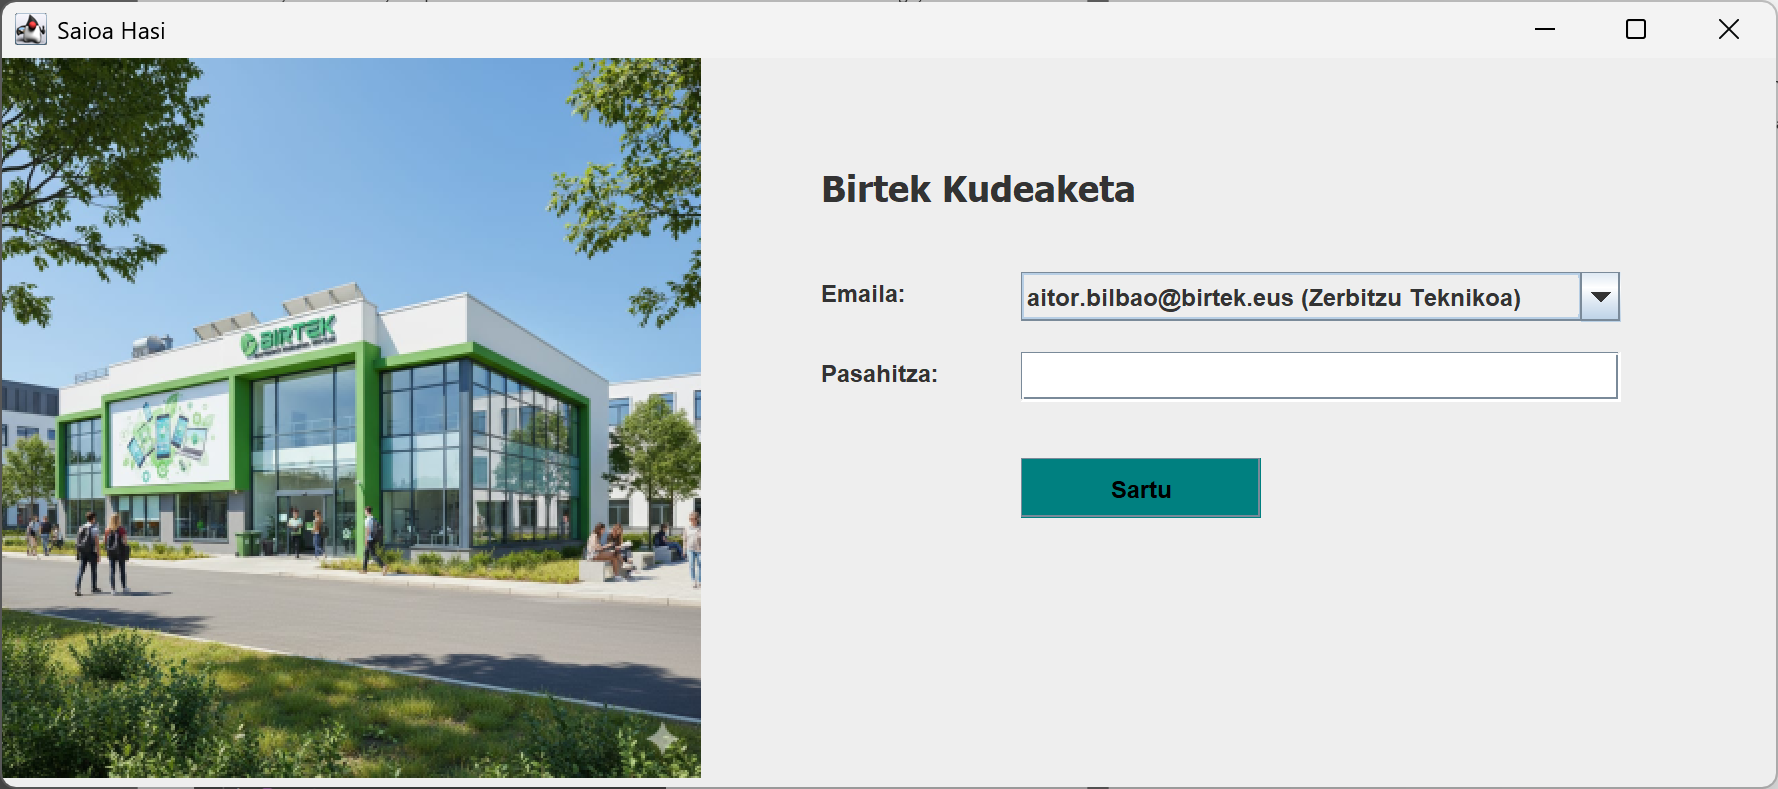 Saioa Hasi
BIRTEK
Birtek Kudeaketa
Emaila:
aitor.bilbao@birtek.eus (Zerbitzu Teknikoa)
Pasahitza:
Sartu